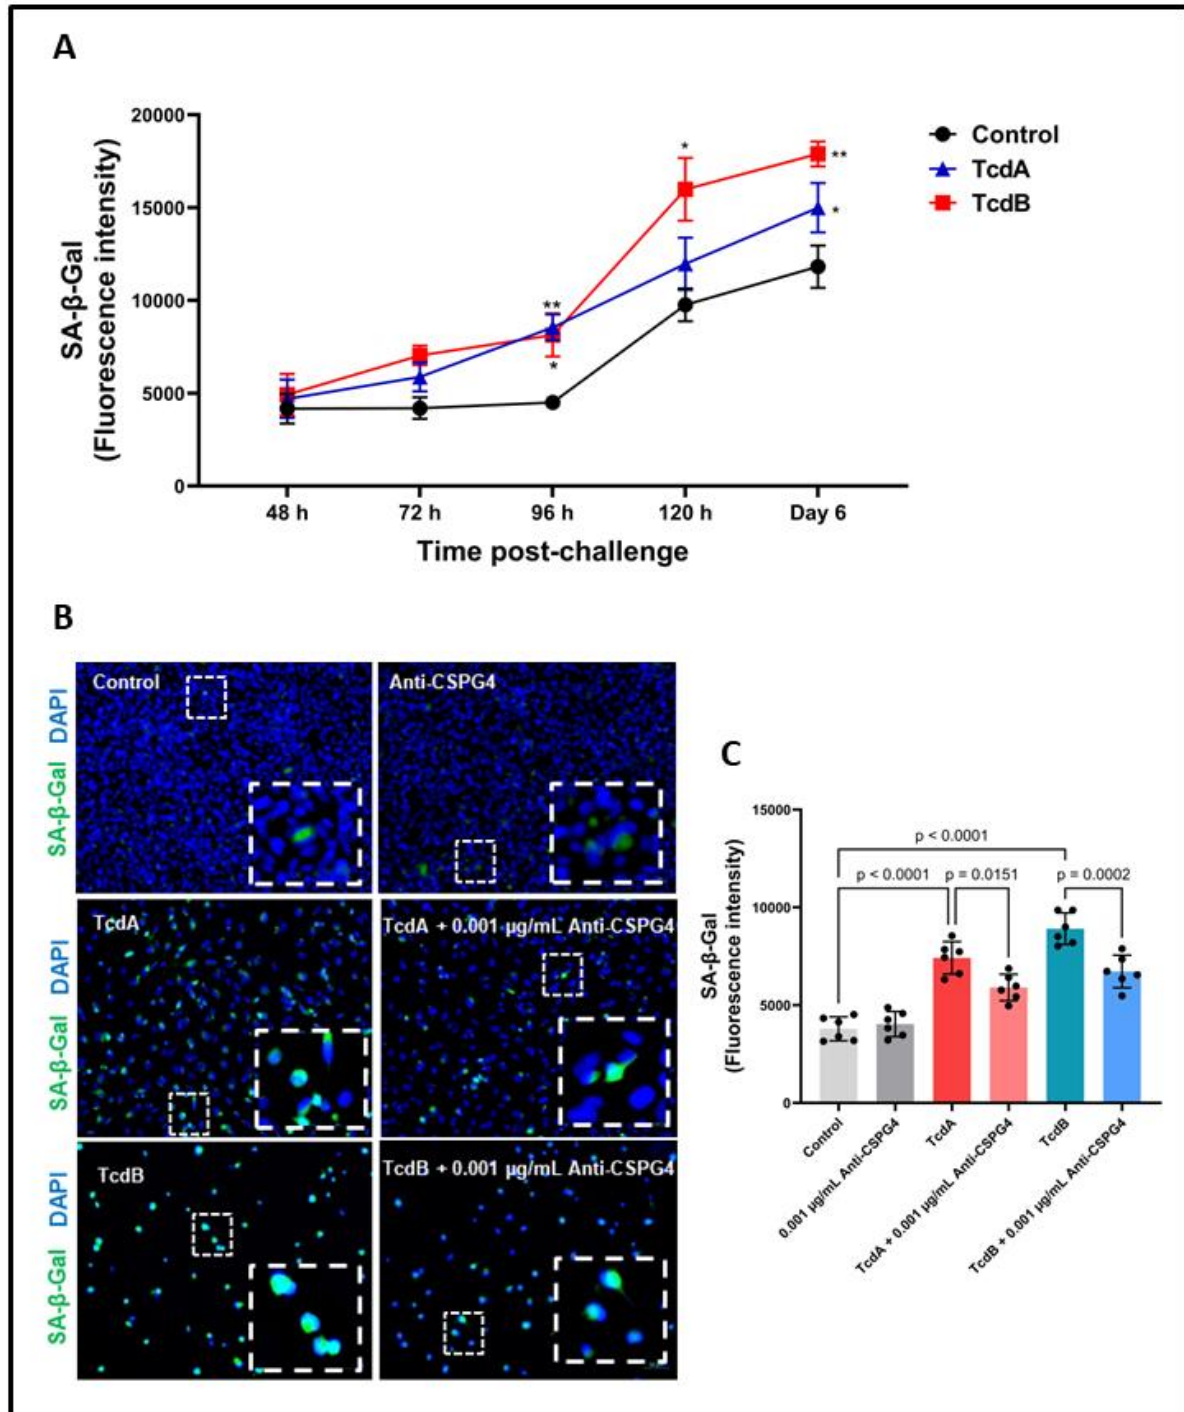 A
20000
15000
10000
5000
0
SA-β-Gal
(Fluorescence intensity)
*
**
**
*
*
48 h
72 h
96 h
120 h
Day 6
Time post-challenge
Control
TcdA
TcdB
B
SA-β-Gal DAPI
Control
Anti-CSPG4
SA-β-Gal DAPI
TcdA
TcdA + 0.001 µg/mL Anti-CSPG4
SA-β-Gal DAPI
TcdB
TcdB + 0.001 µg/mL Anti-CSPG4
C
15000
10000
5000
0
SA-β-Gal
(Fluorescence intensity)
p < 0.0001
p < 0.0001
p = 0.0151
p = 0.0002
Control
0.001 µg/mL Anti-CSPG4
TcdA
TcdA + 0.001 µg/mL Anti-CSPG4
TcdB
TcdB + 0.001 µg/mL Anti-CSPG4